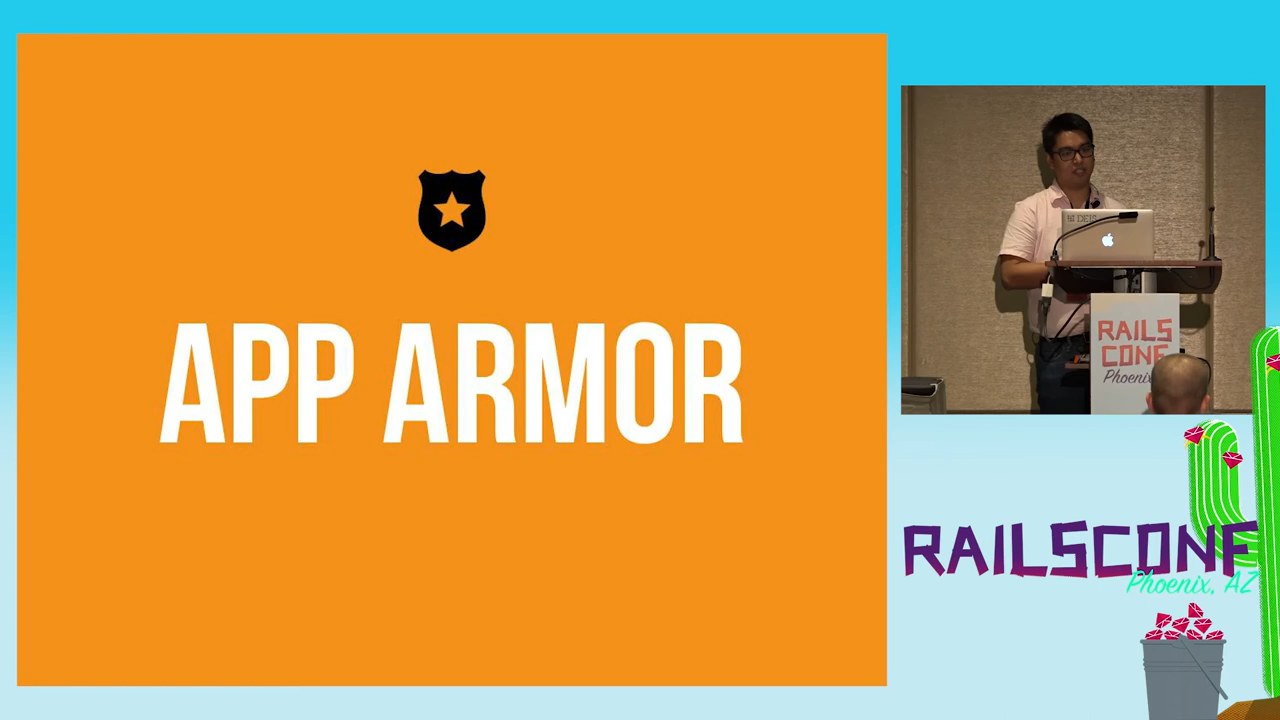 APP ARMOR
RAILS
CONF
Phoenix
RAILSCONF
Phoenix, AZ